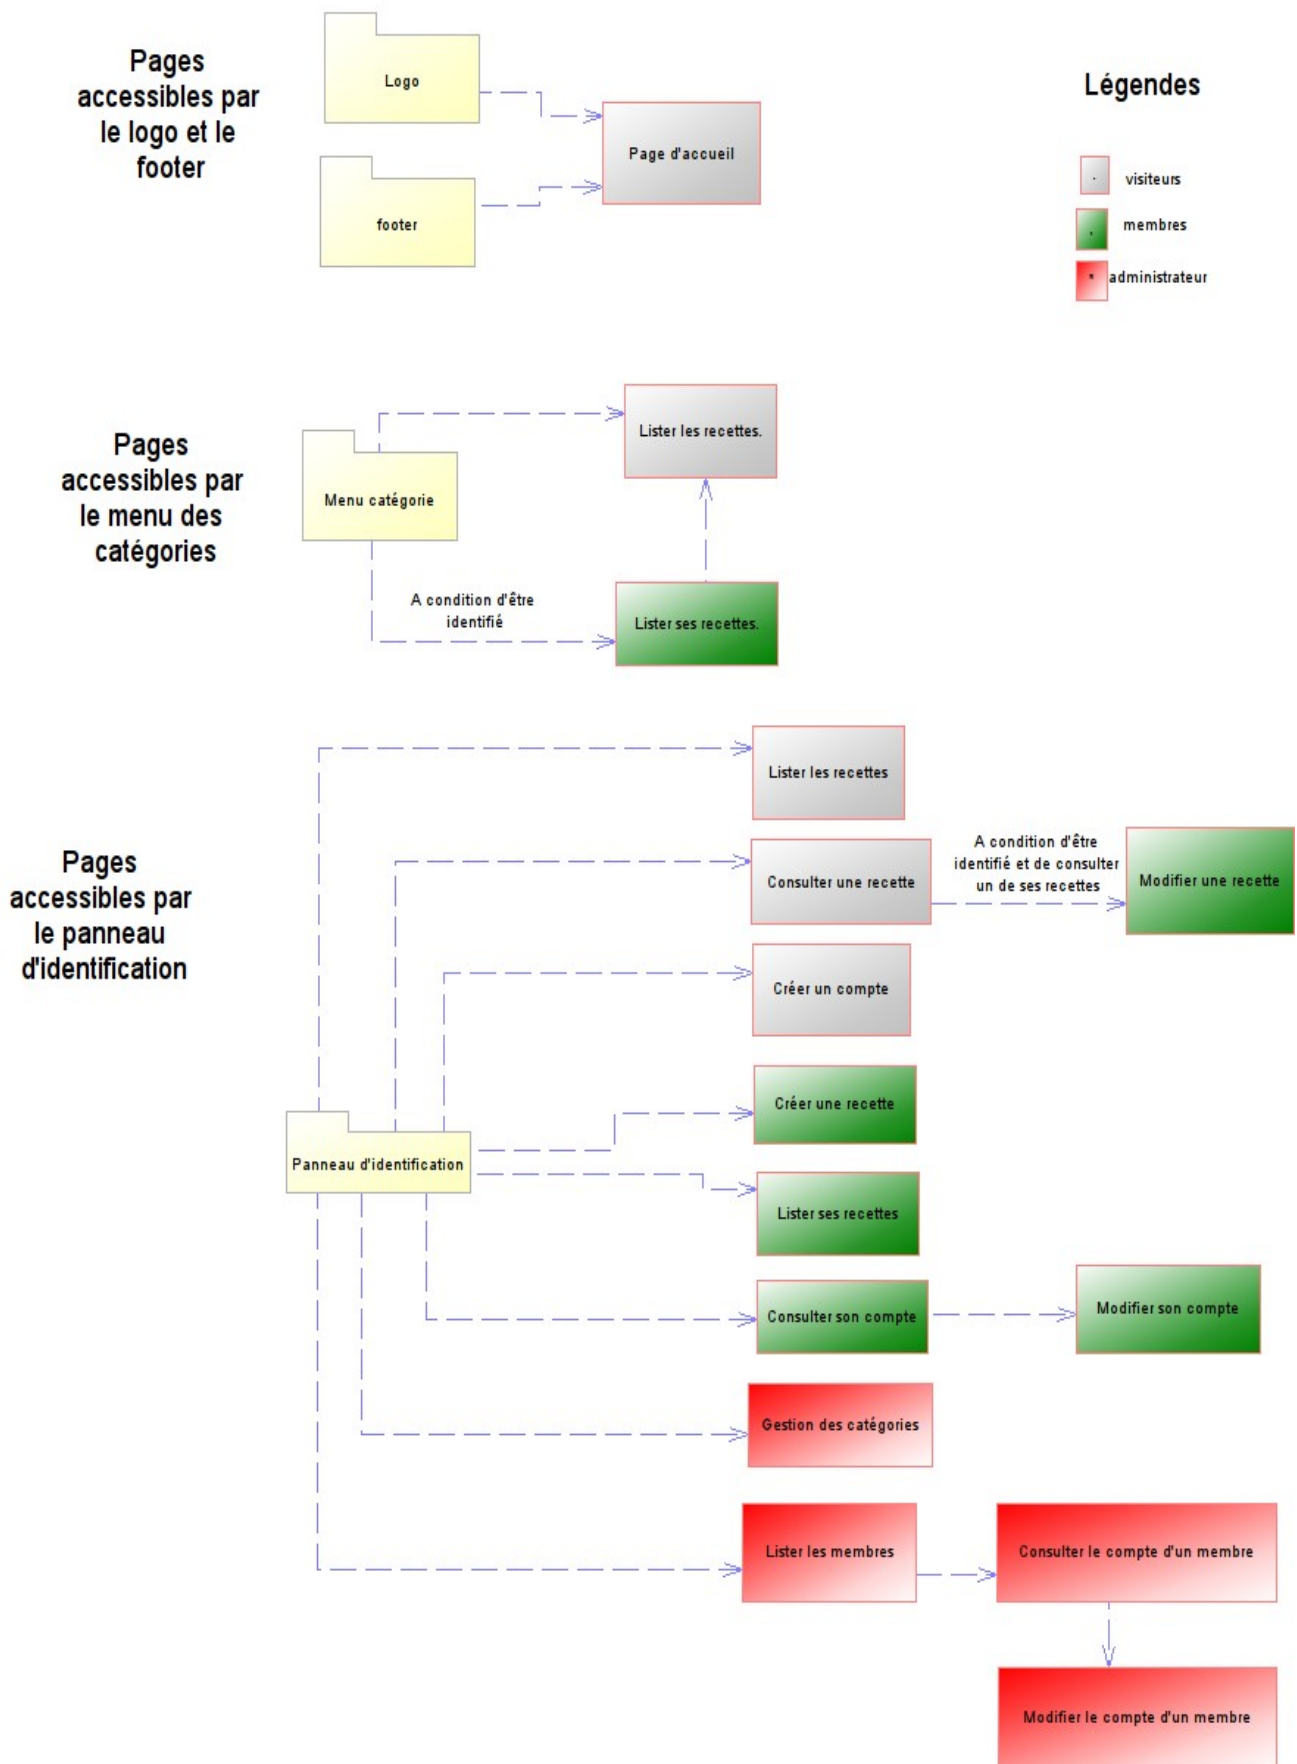 Pages
accessibles par
le logo et le
footer
Logo
footer
Page d'accueil
Légendes
visiteurs
membres
administrateur
Pages
accessibles par
le menu des
catégories
Menu catégorie
Lister les recettes.
A condition d'être
identifié
Lister ses recettes.
Pages
accessibles par
le panneau
d'identification
Panneau d'identification
Lister les recettes
Consulter une recette
A condition d'être
identifié et de consulter
un de ses recettes
Modifier une recette
Créer un compte
Créer une recette
Lister ses recettes
Consulter son compte
Modifier son compte
Gestion des catégories
Lister les membres
Consulter le compte d'un membre
Modifier le compte d'un membre